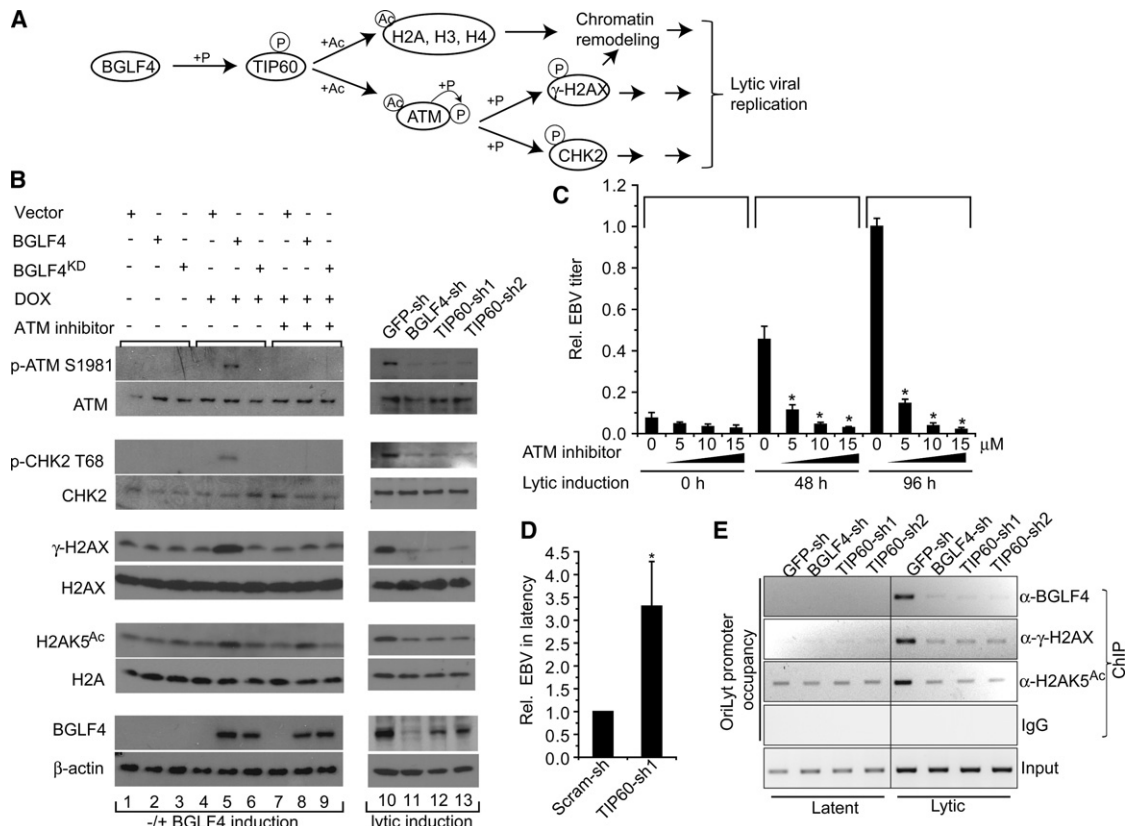 A
BGLF4
+P
P
TIP60
+Ac
+Ac
Ac
H2A, H3, H4
Chromatin
remodeling
Ac
ATM
+P
P
+P
+P
P
γ-H2AX
P
CHK2
Lytic viral
replication
B
Vector + - - + - - + - -
BGLF4 - + - - + - - + -
BGLF4KD - - + - - + - - +
DOX - - - + + + + + +
ATM inhibitor - - - - - - + + +
GFP-sh
BGLF4-sh
TIP60-sh1
TIP60-sh2
p-ATM S1981
ATM
p-CHK2 T68
CHK2
γ-H2AX
H2AX
H2AK5Ac
H2A
BGLF4
β-actin
1 2 3 4 5 6 7 8 9 10 11 12 13
-/+ BGLF4 induction
lytic induction
C
Rel. EBV titer
1.2
1.0
0.8
0.6
0.4
0.2
0.0
* * * * * *
0 5 10 15 0 5 10 15 0 5 10 15 μM
ATM inhibitor
Lytic induction 0 h 48 h 96 h
D
Rel. EBV in latency
4.5
4.0
3.5
3.0
2.5
2.0
1.5
1.0
0.5
0.0
*
Scram-sh
TIP60-sh1
E
GFP-sh
BGLF4-sh
TIP60-sh1
TIP60-sh2
GFP-sh
BGLF4-sh
TIP60-sh1
TIP60-sh2
OriLyt promoter
occupancy
α-BGLF4
α-γ-H2AX
α-H2AK5Ac
IgG
Input
ChIP
Latent
Lytic